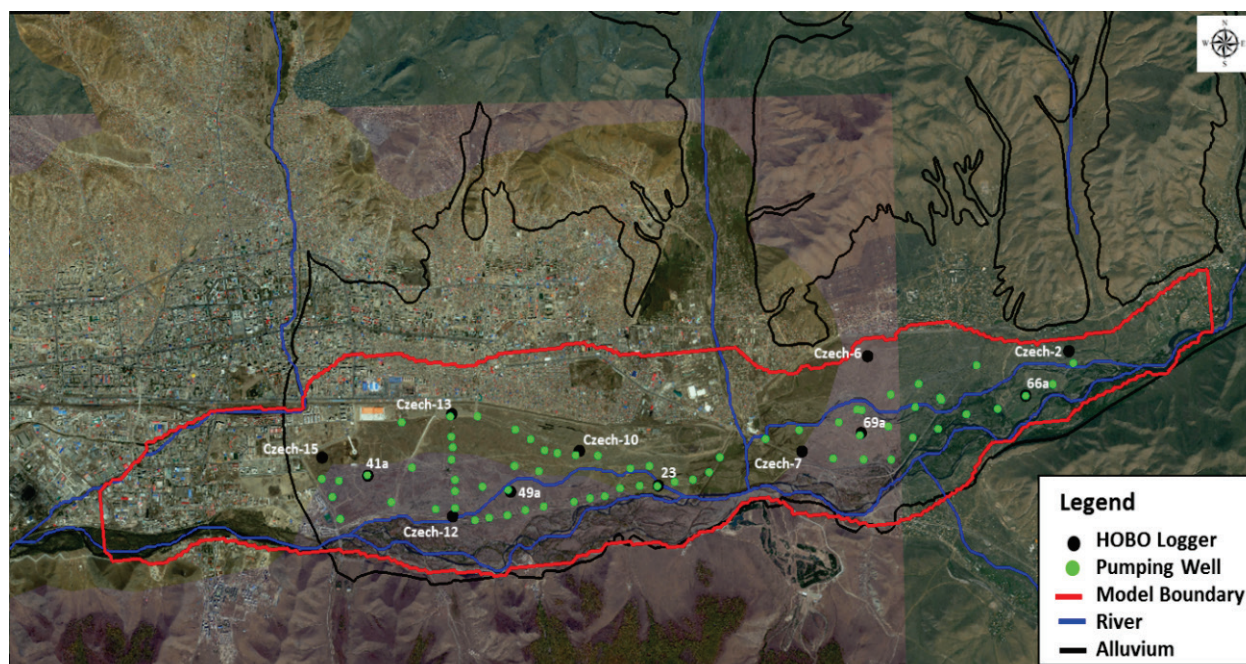 N
W E
S
Czech-6
Czech-2
66a
Czech-13
69a
Czech-10
Czech-15
Czech-7
41a
23
49a
Czech-12
Legend
HOBO Logger
Pumping Well
Model Boundary
River
Alluvium